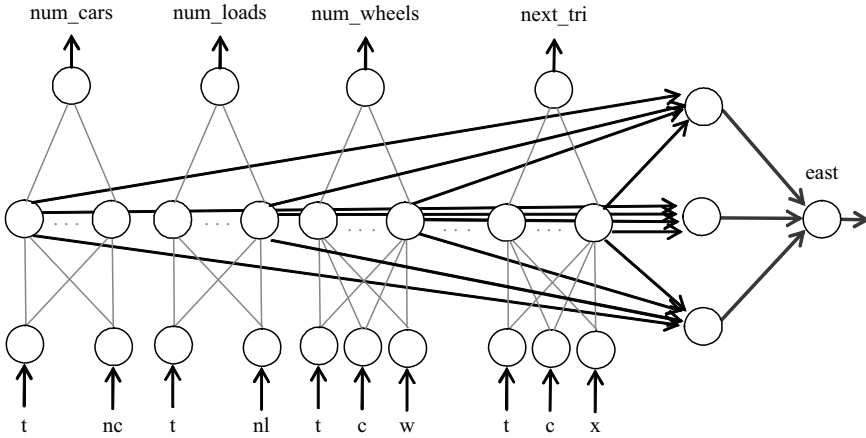 num_cars num_loads num_wheels next_tri
east
t nc t nl t c w t c x